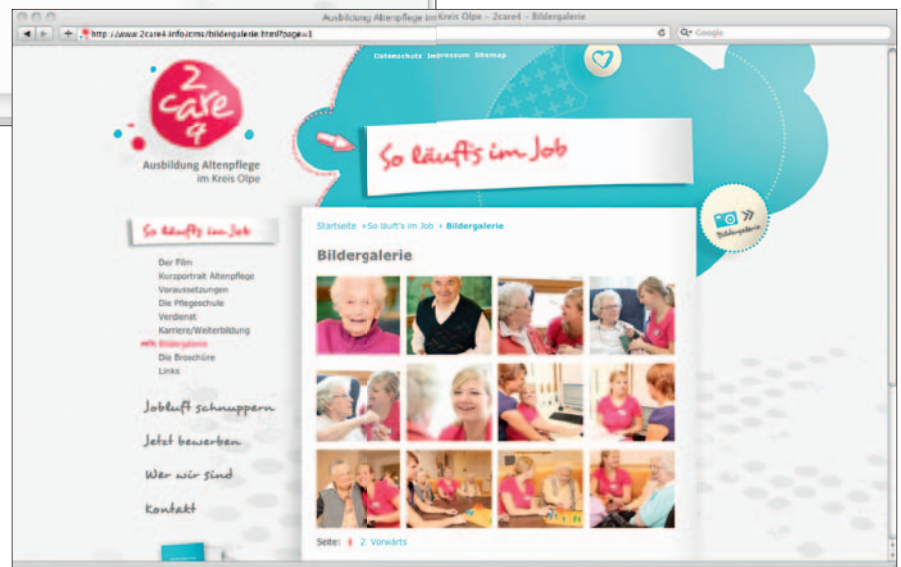 Ausbildung Altenpflege im Kreis Olpe – 2care4 – Bildergalerie
http://www.2care4.info/cms/bildergalerie.html?page=1
Google
Datenschutz Impressum Sitemap
2
care
4
Ausbildung Altenpflege
im Kreis Olpe
So läuft's im Job
Bildergalerie
So läuft's im Job
Startseite »So läuft's im Job » Bildergalerie
Bildergalerie
Der Film
Kurzportrait Altenpflege
Voraussetzungen
Die Pflegeschule
Verdienst
Karriere/Weiterbildung
Bildergalerie
Die Broschüre
Links
Jobluft schnuppern
Jetzt bewerben
Wer wir sind
Kontakt
Seite: 1 2 Vorwärts